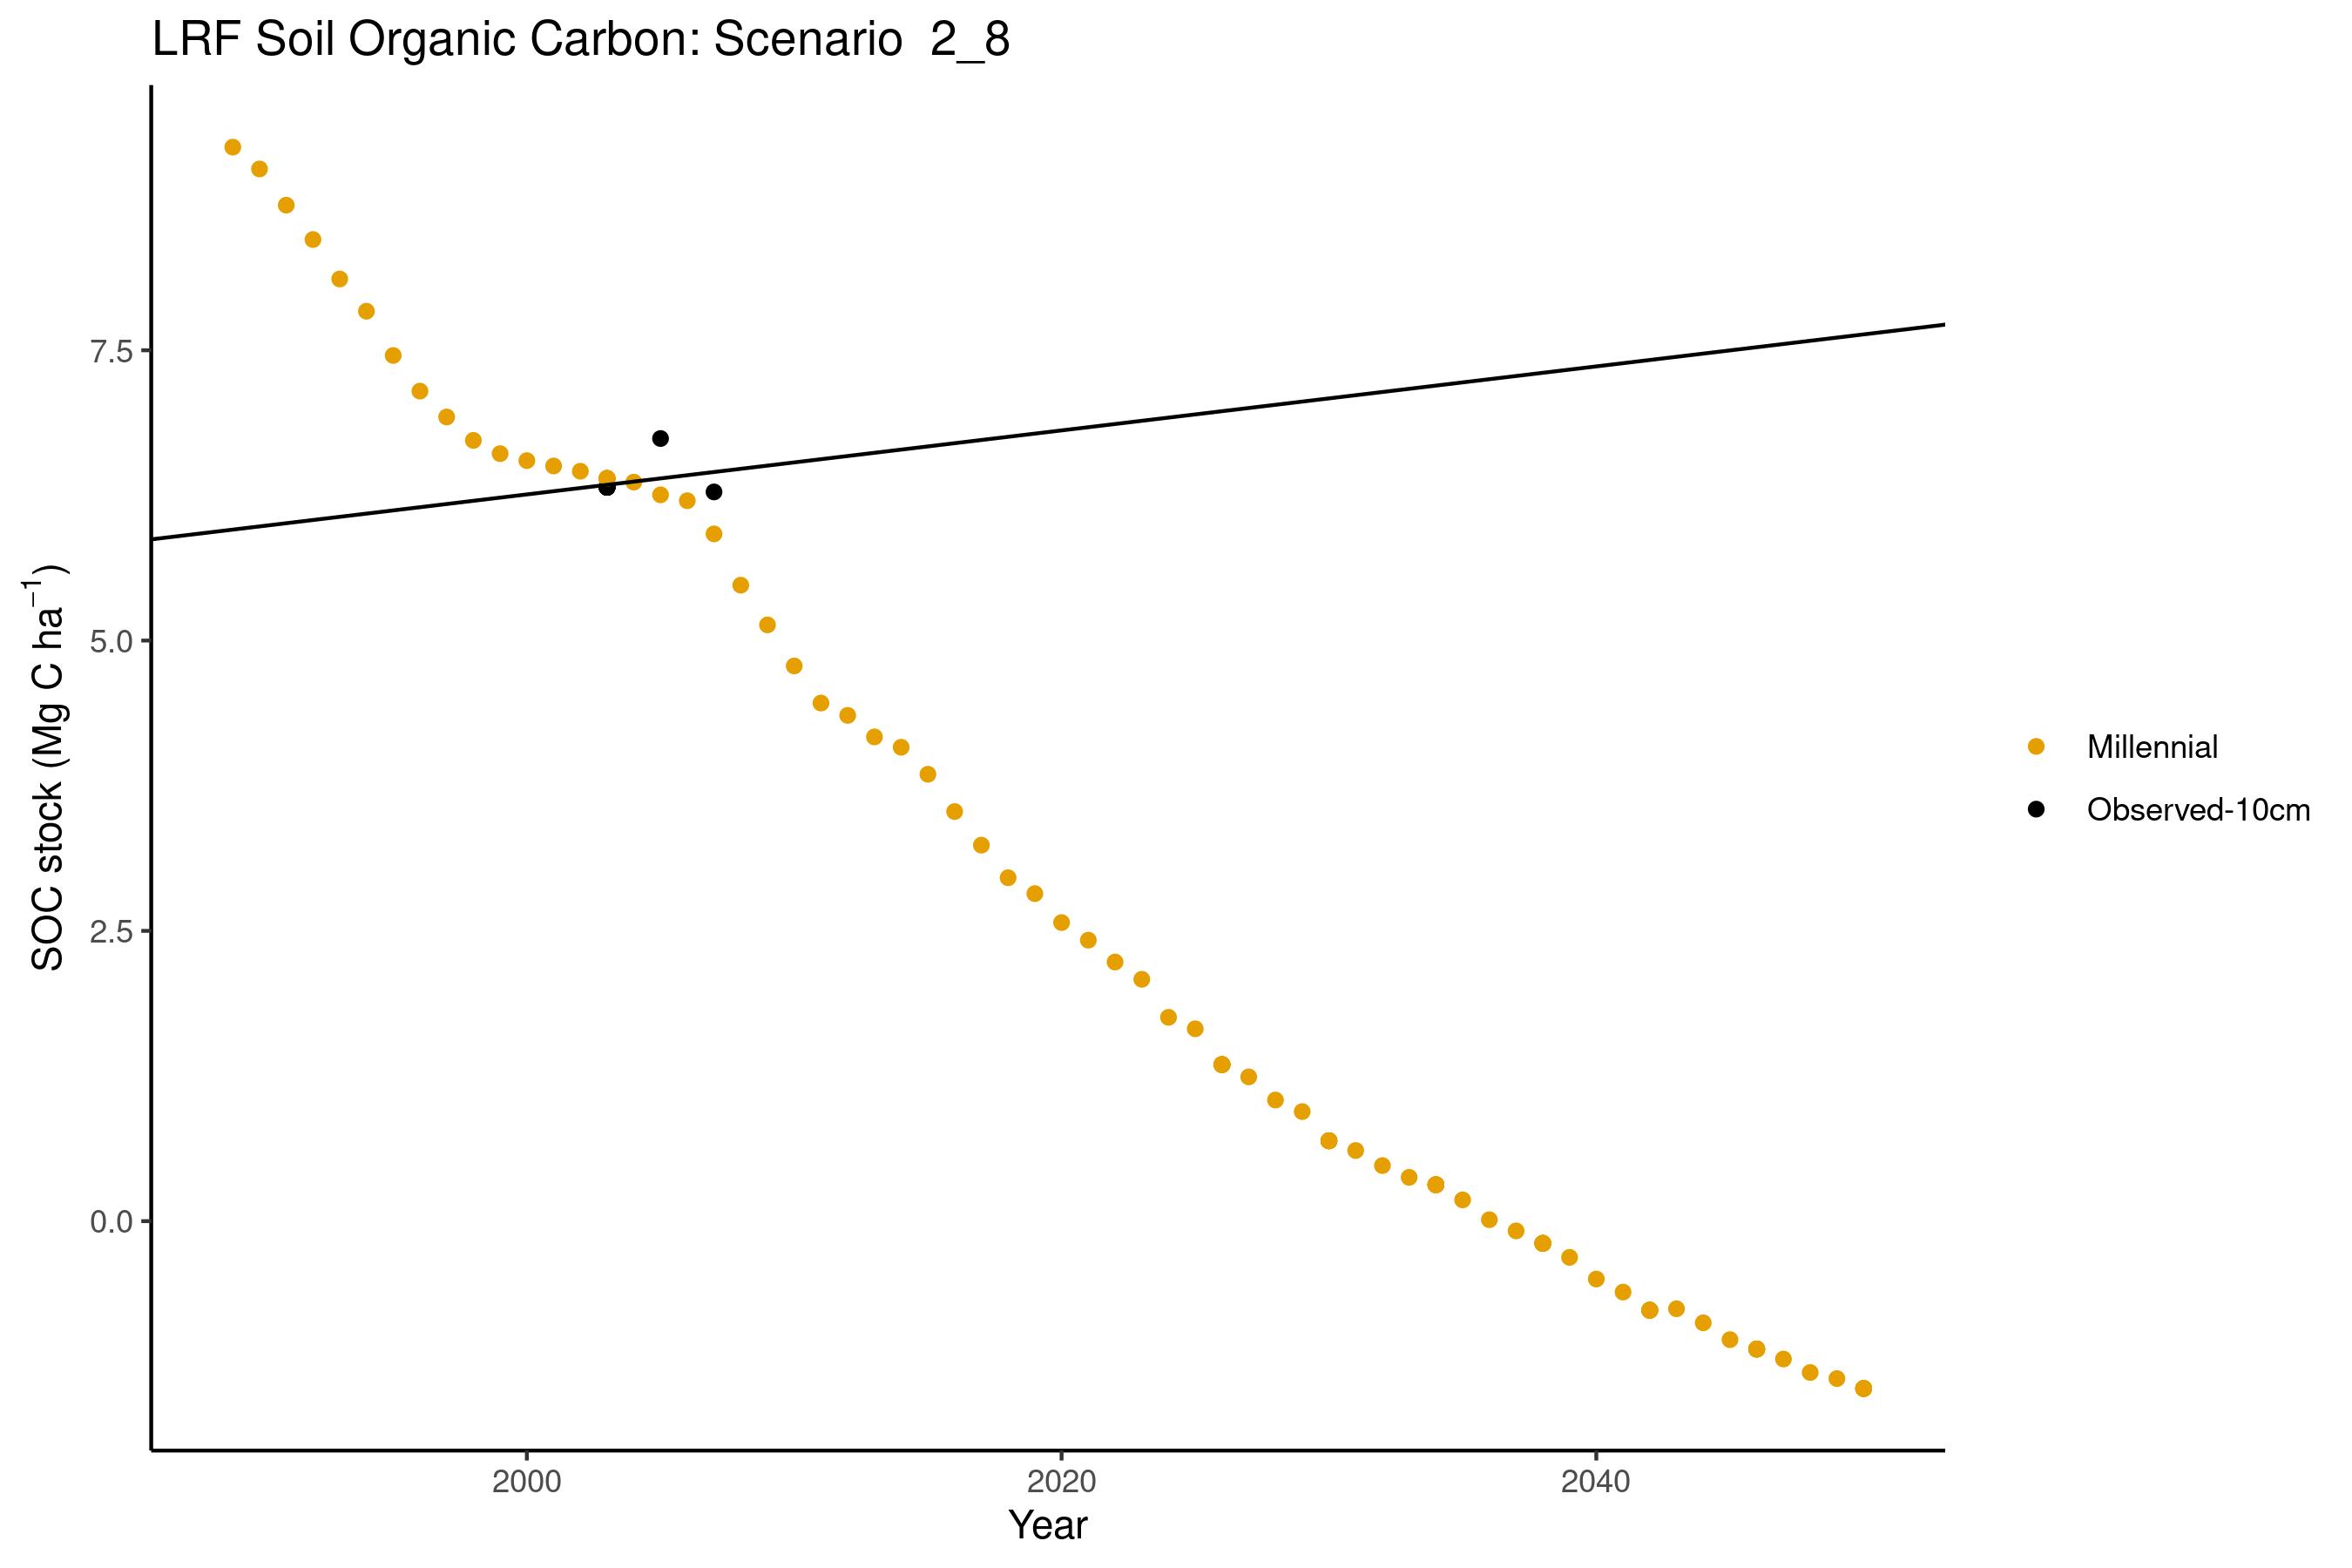 LRF Soil Organic Carbon: Scenario  2_8
SOC stock (Mg C ha⁻¹)
7.5
5.0
2.5
0.0
2000
2020
2040
Year
Millennial
Observed-10cm